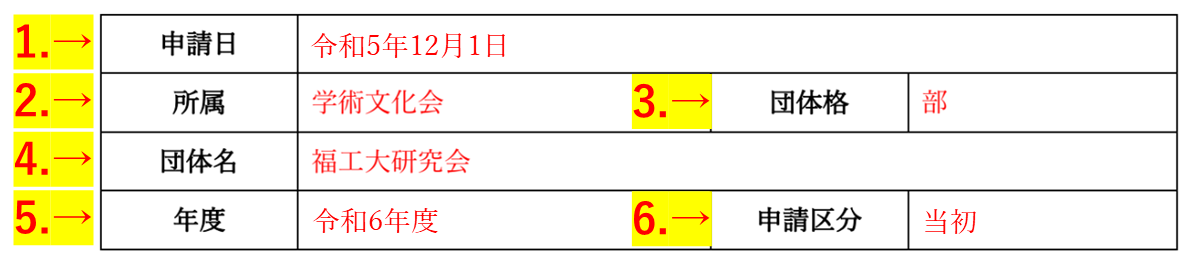 1.→ 申請日 令和5年12月1日
2.→ 所属 学術文化会 3.→ 団体格 部
4.→ 団体名 福工大研究会
5.→ 年度 令和6年度 6.→ 申請区分 当初